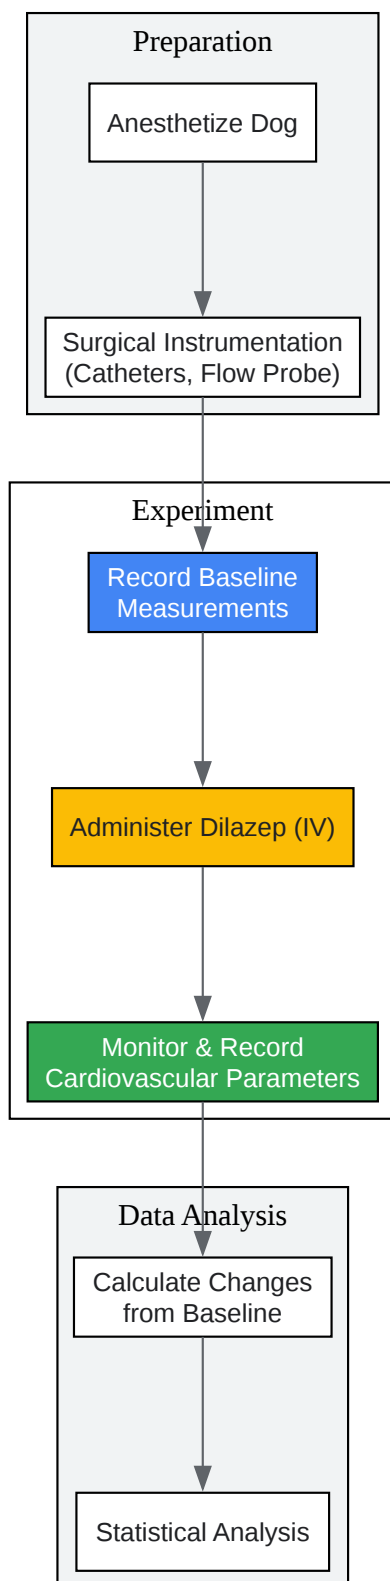 Preparation
Anesthetize Dog
Surgical Instrumentation
(Catheters, Flow Probe)
Experiment
Record Baseline
Measurements
Administer Dilazep (IV)
Monitor & Record
Cardiovascular Parameters
Data Analysis
Calculate Changes
from Baseline
Statistical Analysis